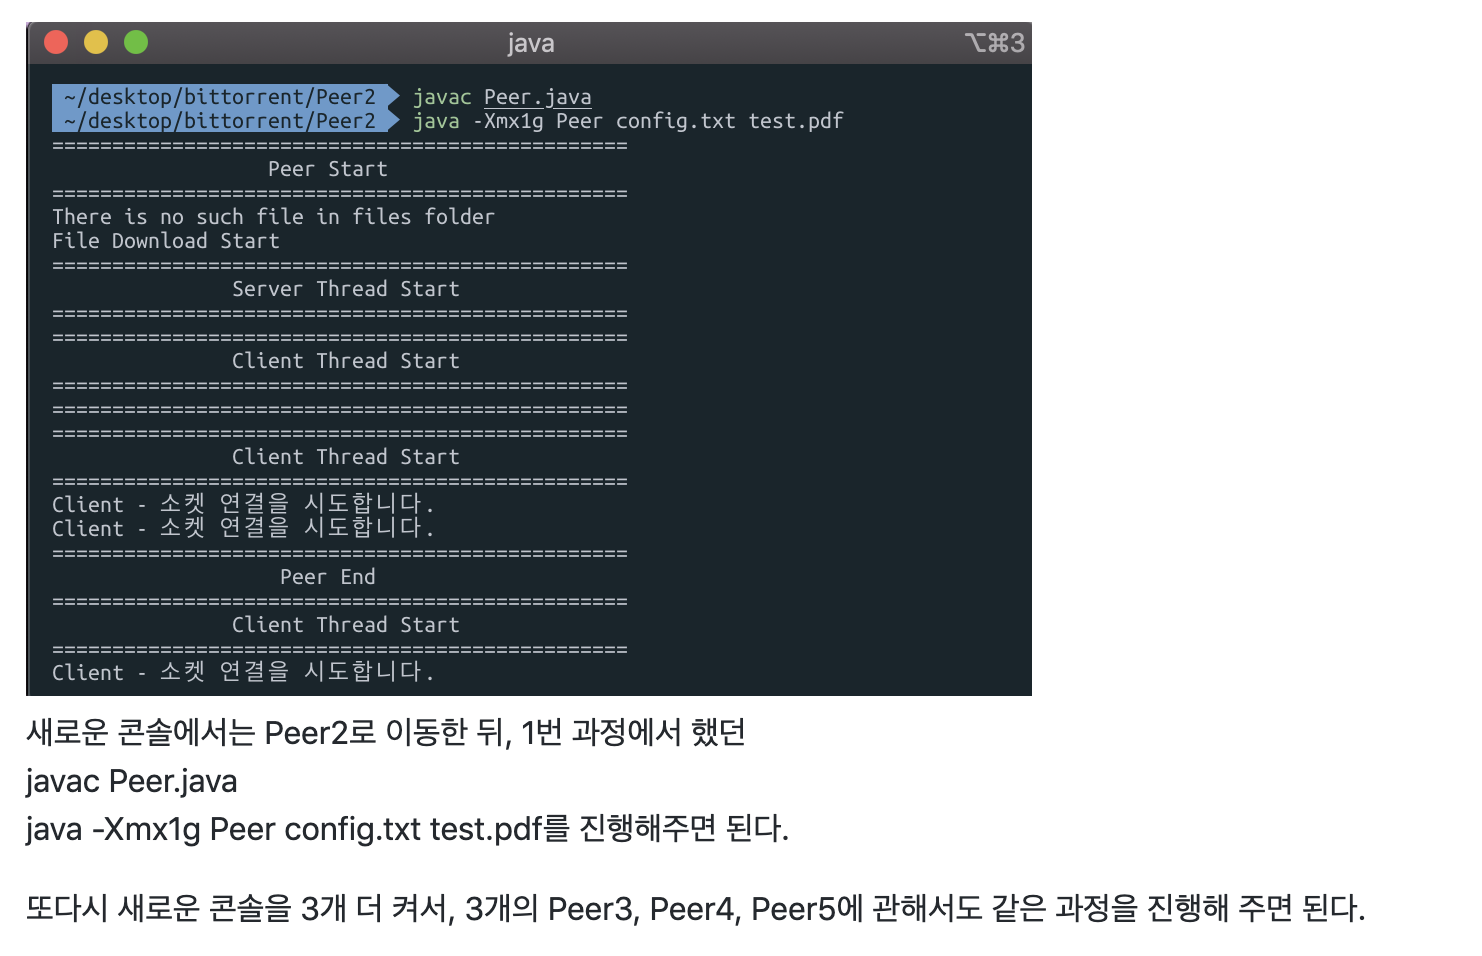 java
⌥⌘3
~/desktop/bittorrent/Peer2 javac Peer.java
~/desktop/bittorrent/Peer2 java -Xmx1g Peer config.txt test.pdf
================================================
Peer Start
================================================
There is no such file in files folder
File Download Start
================================================
Server Thread Start
================================================
================================================
Client Thread Start
================================================
================================================
================================================
Client Thread Start
================================================
Client - 소켓 연결을 시도합니다.
Client - 소켓 연결을 시도합니다.
================================================
Peer End
================================================
Client Thread Start
================================================
Client - 소켓 연결을 시도합니다.
새로운 콘솔에서는 Peer2로 이동한 뒤, 1번 과정에서 했던
javac Peer.java
java -Xmx1g Peer config.txt test.pdf를 진행해주면 된다.
또다시 새로운 콘솔을 3개 더 켜서, 3개의 Peer3, Peer4, Peer5에 관해서도 같은 과정을 진행해 주면 된다.